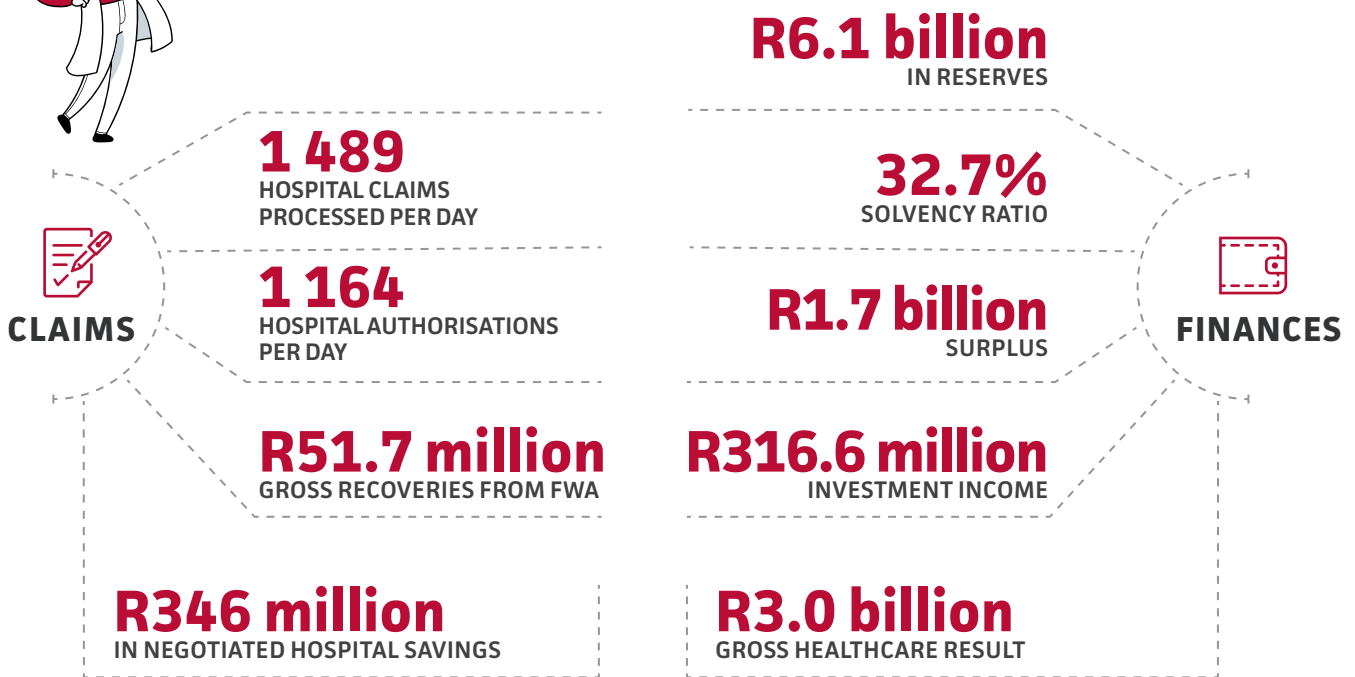 CLAIMS
1 489
HOSPITAL CLAIMS
PROCESSED PER DAY
1 164
HOSPITAL AUTHORISATIONS
PER DAY
R51.7 million
GROSS RECOVERIES FROM FWA
R346 million
IN NEGOTIATED HOSPITAL SAVINGS
FINANCES
R6.1 billion
IN RESERVES
32.7%
SOLVENCY RATIO
R1.7 billion
SURPLUS
R316.6 million
INVESTMENT INCOME
R3.0 billion
GROSS HEALTHCARE RESULT